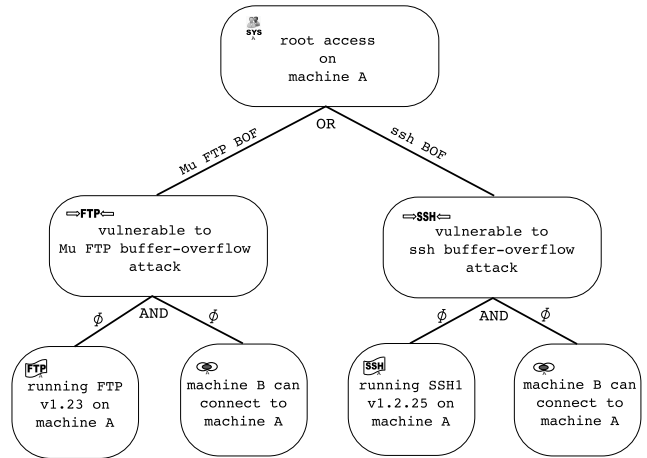 SYS
A
root access
on
machine A
OR
Mu FTP BOF
ssh BOF
⇒FTP⇐
vulnerable to
Mu FTP buffer-overflow
attack
⇒SSH⇐
vulnerable to
ssh buffer-overflow
attack
ϕ AND ϕ
ϕ AND ϕ
FTP
A
running FTP
v1.23 on
machine A
A
machine B can
connect to
machine A
SSH
A
running SSH1
v1.2.25 on
machine A
A
machine B can
connect to
machine A